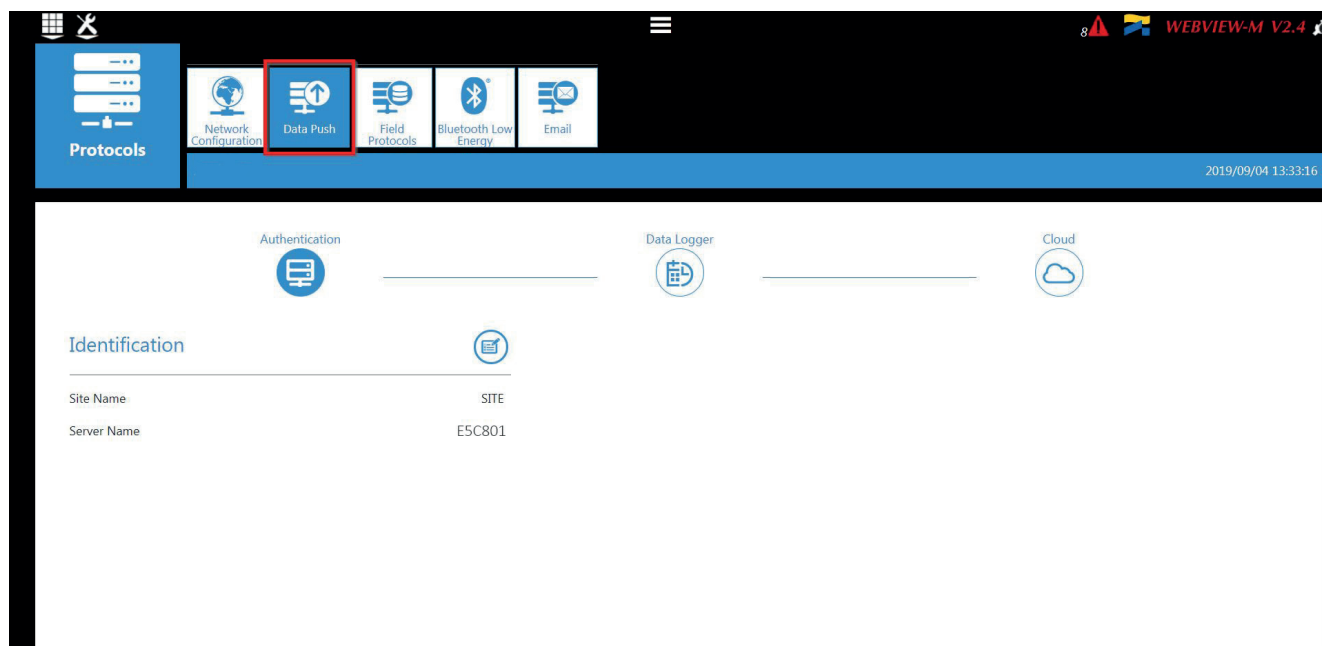 8
WEBVIEW-M V2.4
Protocols
Network
Configuration
Data Push
Field
Protocols
Bluetooth Low
Energy
Email
2019/09/04 13:33:16
Authentication
Data Logger
Cloud
Identification
Site Name SITE
Server Name E5C801